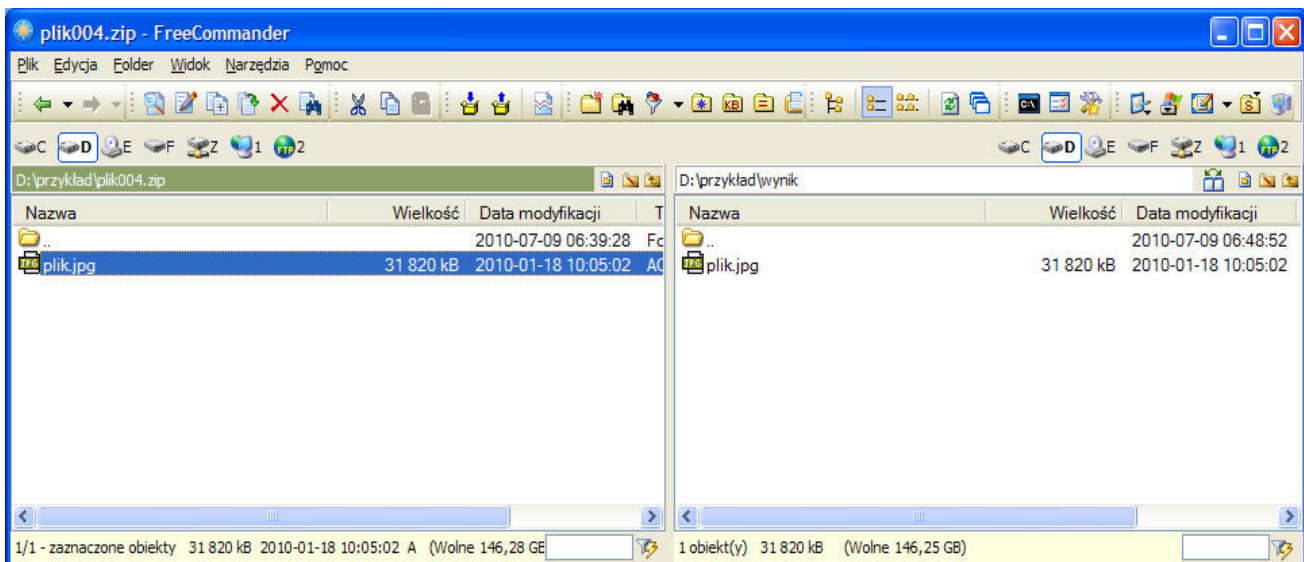 plik004.zip - FreeCommander
Plik Edycja Folder Widok Narzędzia Pomoc
C D E F Z 1 2 C D E F Z 1 2
D:\przykład\plik004.zip D:\przykład\wynik
Nazwa Wielkość Data modyfikacji T Nazwa Wielkość Data modyfikacji
.. 2010-07-09 06:39:28 Fc .. 2010-07-09 06:48:52
plik.jpg 31 820 kB 2010-01-18 10:05:02 AC plik.jpg 31 820 kB 2010-01-18 10:05:02
1/1 - zaznaczone obiekty 31 820 kB 2010-01-18 10:05:02 A (Wolne 146,28 GE 1 obiekt(y) 31 820 kB (Wolne 146,25 GB)